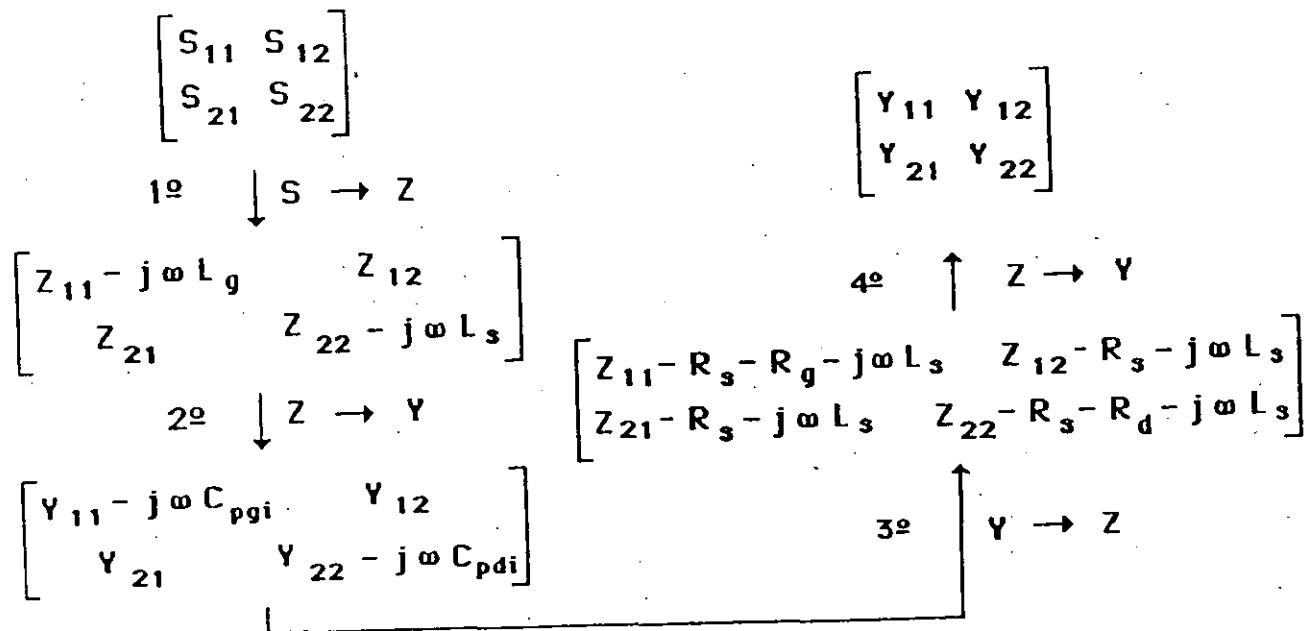 S11 S12
S21 S22
1º ↓ S → Z
Z11 - jωLg Z12
Z21 Z22 - jωLs
2º ↓ Z → Y
Y11 - jωCpgi Y12
Y21 Y22 - jωCpdi
3º Y → Z
Z11 - Rs - Rg - jωLs Z12 - Rs - jωLs
Z21 - Rs - jωLs Z22 - Rs - Rd - jωLs
4º ↑ Z → Y
Y11 Y12
Y21 Y22